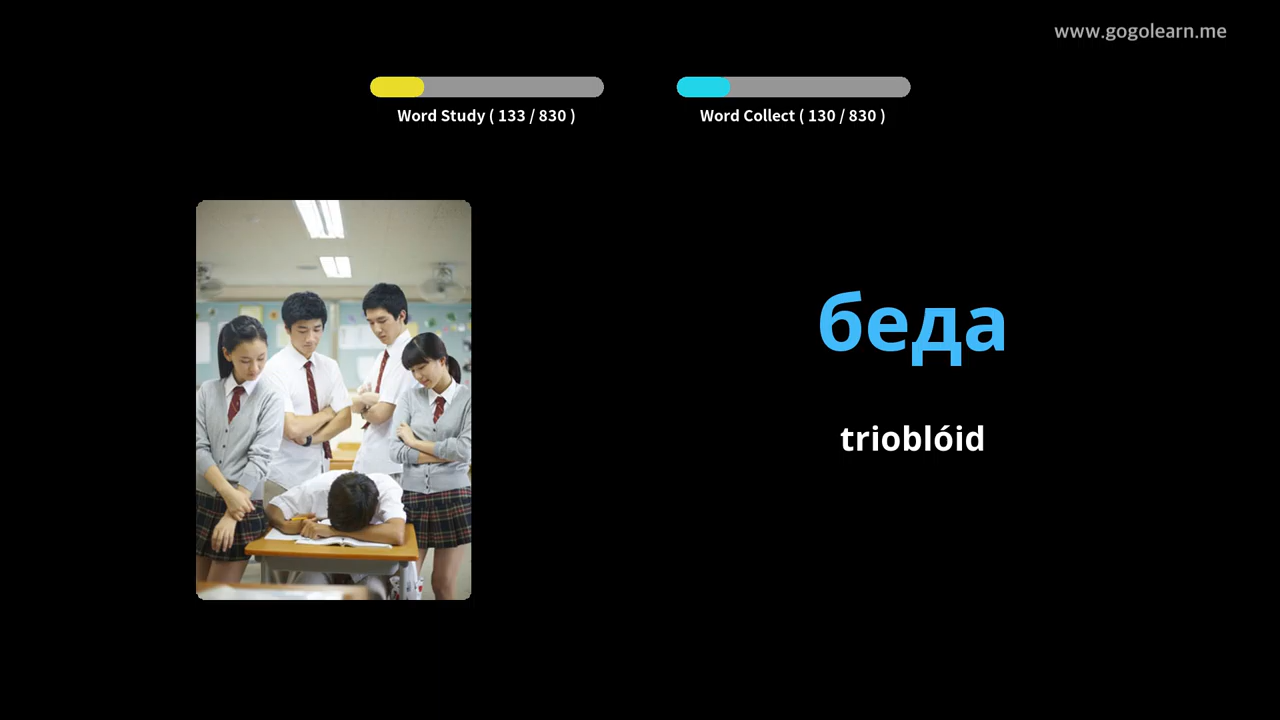 www.gogolearn.me
Word Study ( 133 / 830 )
Word Collect ( 130 / 830 )
беда
trioblóid